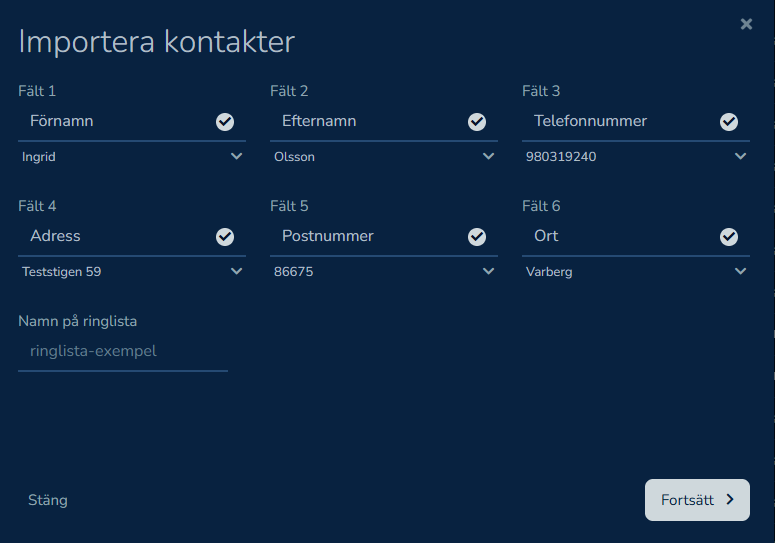 Importera kontakter
Fält 1
Fält 2
Fält 3
Förnamn
Efternamn
Telefonnummer
Ingrid
Olsson
980319240
Fält 4
Fält 5
Fält 6
Adress
Postnummer
Ort
Teststigen 59
86675
Varberg
Namn på ringlista
ringlista-exempel
Stäng
Fortsätt